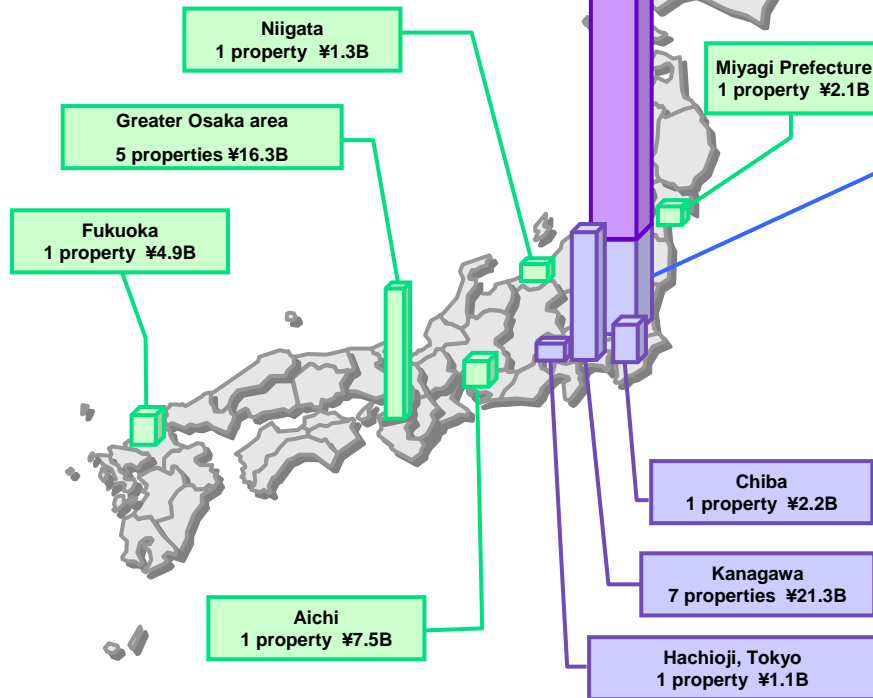 Niigata
1 property ¥1.3B
Miyagi Prefecture
1 property ¥2.1B
Greater Osaka area
5 properties ¥16.3B
Fukuoka
1 property ¥4.9B
Chiba
1 property ¥2.2B
Kanagawa
7 properties ¥21.3B
Aichi
1 property ¥7.5B
Hachioji, Tokyo
1 property ¥1.1B